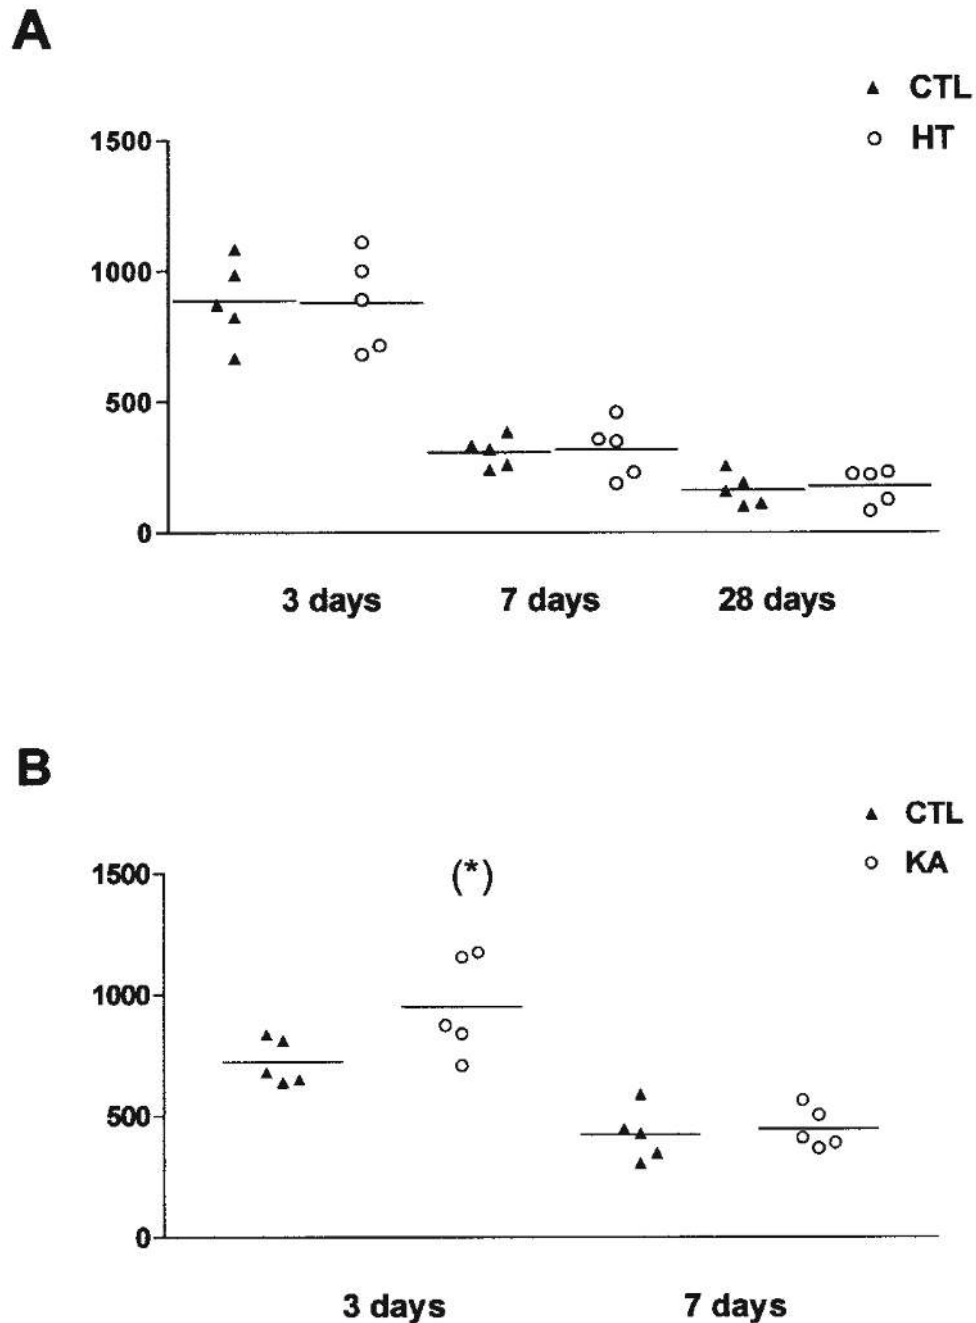 A
▲ CTL
○ HT
1500
1000
500
0
3 days 7 days 28 days
B
▲ CTL
○ KA
1500
(*)
1000
500
0
3 days 7 days